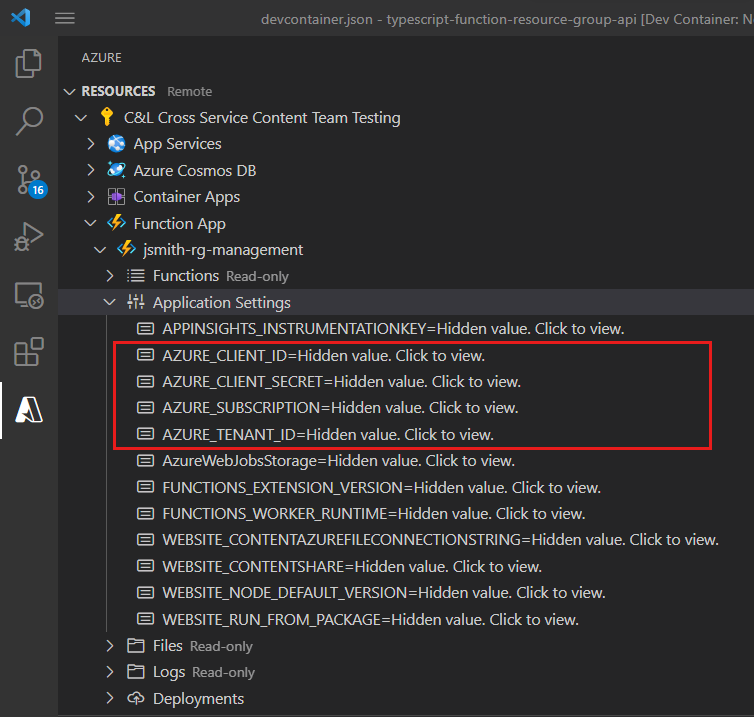 devcontainer.json - typescript-function-resource-group-api [Dev Container: N
AZURE
RESOURCES Remote
C&L Cross Service Content Team Testing
App Services
Azure Cosmos DB
16
Container Apps
Function App
jsmith-rg-management
Functions Read-only
Application Settings
APPINSIGHTS_INSTRUMENTATIONKEY=Hidden value. Click to view.
AZURE_CLIENT_ID=Hidden value. Click to view.
AZURE_CLIENT_SECRET=Hidden value. Click to view.
AZURE_SUBSCRIPTION=Hidden value. Click to view.
AZURE_TENANT_ID=Hidden value. Click to view.
AzureWebJobsStorage=Hidden value. Click to view.
FUNCTIONS_EXTENSION_VERSION=Hidden value. Click to view.
FUNCTIONS_WORKER_RUNTIME=Hidden value. Click to view.
WEBSITE_CONTENTAZUREFILECONNECTIONSTRING=Hidden value. Click to view.
WEBSITE_CONTENTSHARE=Hidden value. Click to view.
WEBSITE_NODE_DEFAULT_VERSION=Hidden value. Click to view.
WEBSITE_RUN_FROM_PACKAGE=Hidden value. Click to view.
Files Read-only
Logs Read-only
Deployments